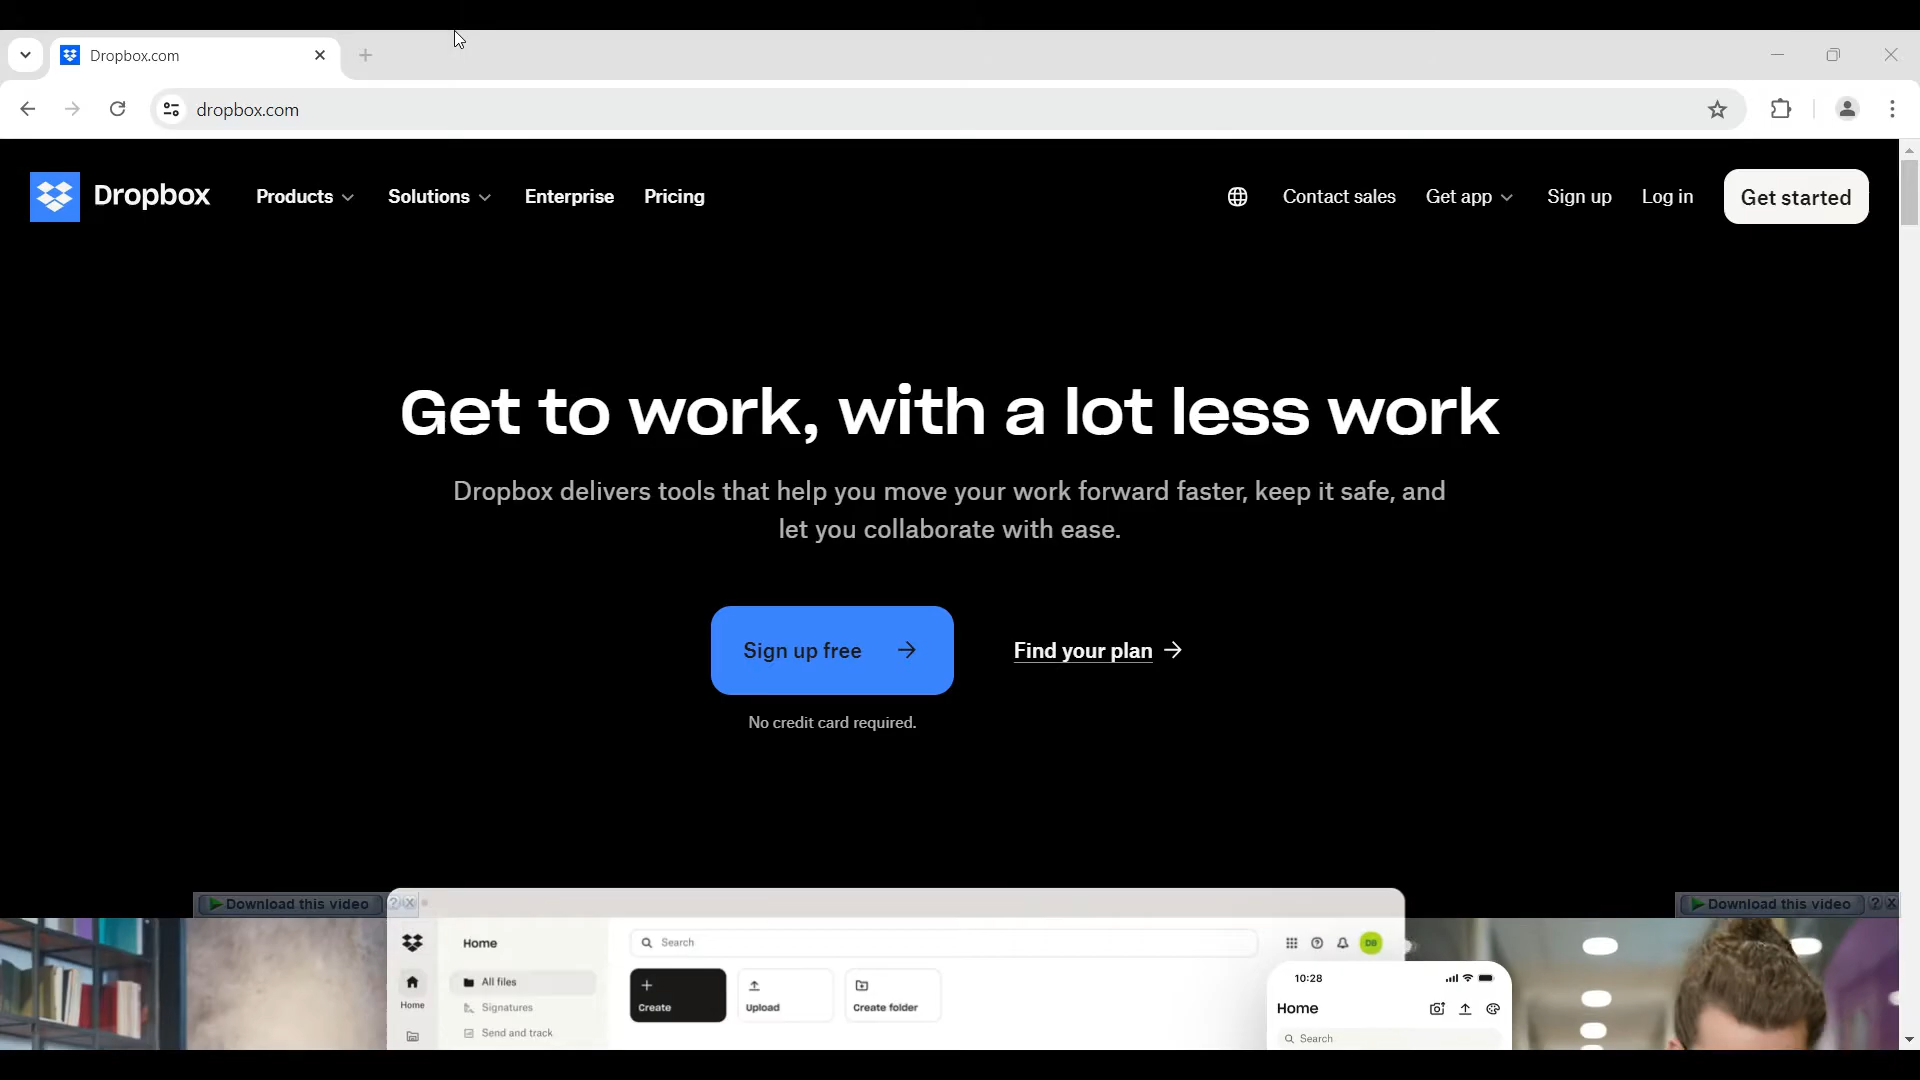 Dropbox.com
dropbox.com
Dropbox
Products
Solutions
Enterprise
Pricing
Contact sales
Get app
Sign up
Log in
Get started
Get to work, with a lot less work
Dropbox delivers tools that help you move your work forward faster, keep it safe, and
let you collaborate with ease.
Sign up free
Find your plan
No credit card required.
Download this video
?
Download this video
?
Home
Search
DB
All files
Home
Signatures
Send and track
Create
Upload
Create folder
10:28
Home
Search